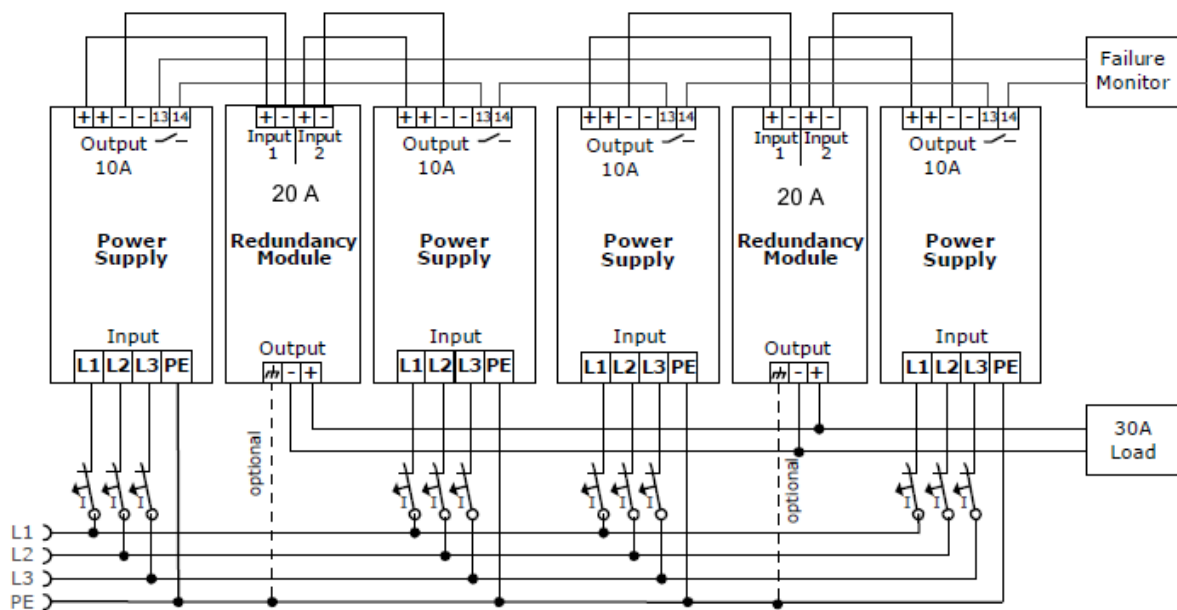 Failure
Monitor
+ + - - 13 14
Output
10A
Power
Supply
Input
L1 L2 L3 PE
+ - + -
Input
1
Input
2
20 A
Redundancy
Module
Output
- +
+ + - - 13 14
Output
10A
Power
Supply
Input
L1 L2 L3 PE
+ + - - 13 14
Output
10A
Power
Supply
Input
L1 L2 L3 PE
+ - + -
Input
1
Input
2
20 A
Redundancy
Module
Output
- +
+ + - - 13 14
Output
10A
Power
Supply
Input
L1 L2 L3 PE
30A
Load
optional
optional
I I I
I I I
I I I
I I I
L1
L2
L3
PE